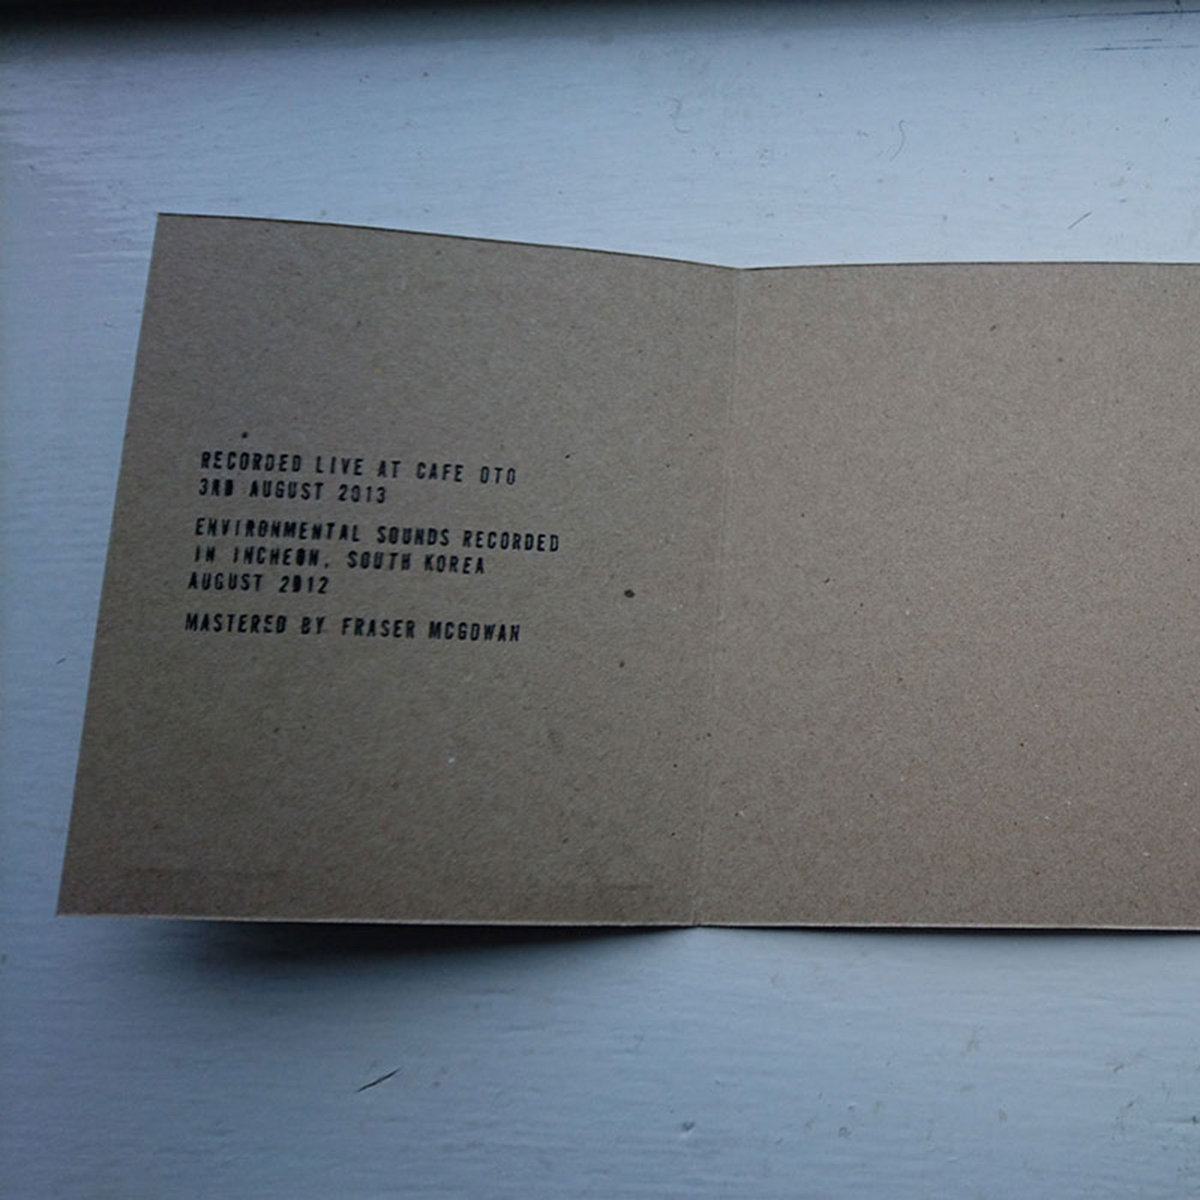 RECORDED LIVE AT CAFE OTO
3RD AUGUST 2013
ENVIRONMENTAL SOUNDS RECORDED
IN INCHEON, SOUTH KOREA
AUGUST 2012
MASTERED BY FRASER MCGOWAN